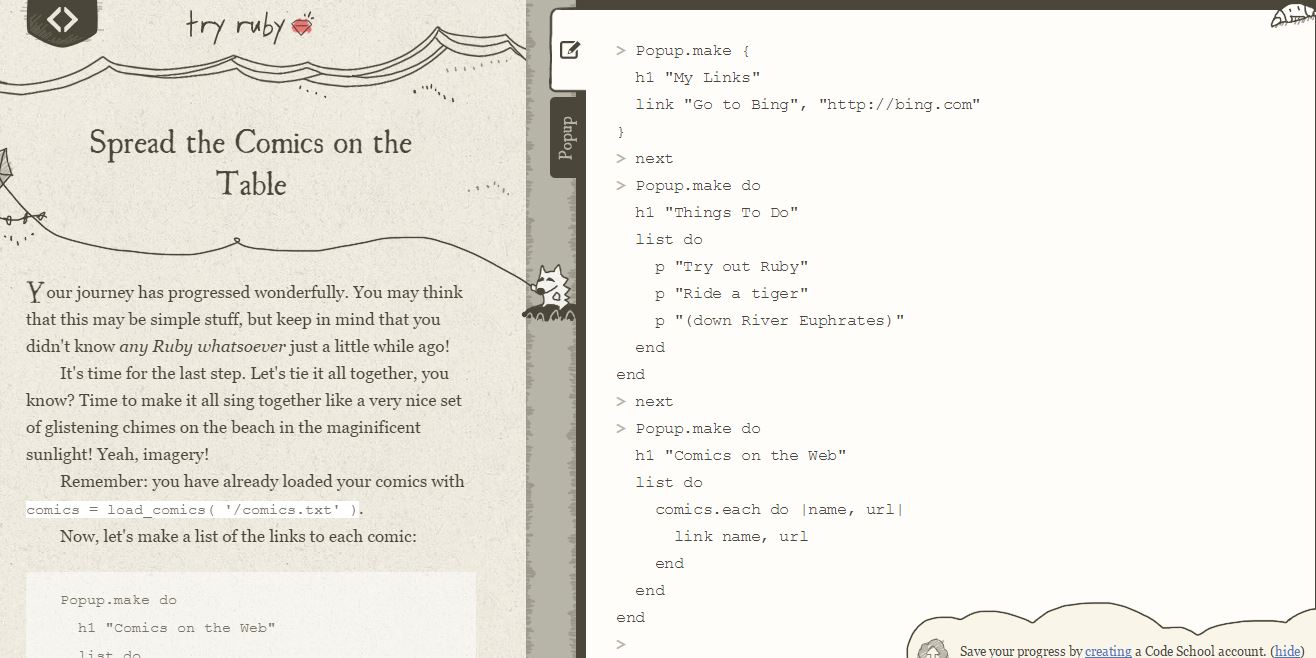 try ruby
Spread the Comics on the
Table
Your journey has progressed wonderfully. You may think
that this may be simple stuff, but keep in mind that you
didn't know any Ruby whatsoever just a little while ago!
It's time for the last step. Let's tie it all together, you
know? Time to make it all sing together like a very nice set
of glistening chimes on the beach in the maginificent
sunlight! Yeah, imagery!
Remember: you have already loaded your comics with
comics = load_comics( '/comics.txt' ).
Now, let's make a list of the links to each comic:
Popup.make do
h1 "Comics on the Web"
list do
Popup
> Popup.make {
h1 "My Links"
link "Go to Bing", "http://bing.com"
}
> next
> Popup.make do
h1 "Things To Do"
list do
p "Try out Ruby"
p "Ride a tiger"
p "(down River Euphrates)"
end
end
> next
> Popup.make do
h1 "Comics on the Web"
list do
comics.each do |name, url|
link name, url
end
end
end
>
Save your progress by creating a Code School account. (hide)